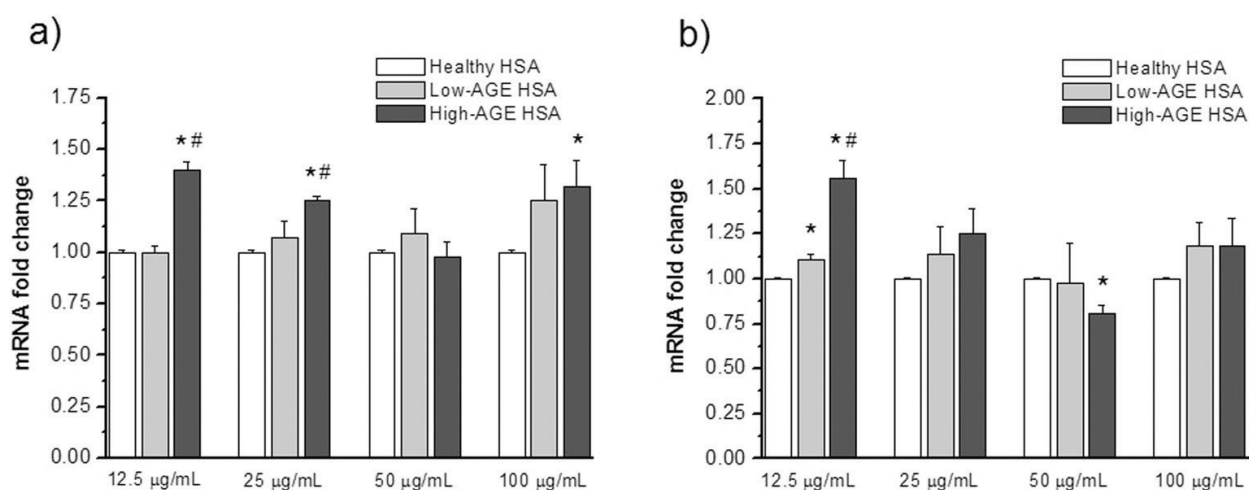 a)
Healthy HSA
Low-AGE HSA
High-AGE HSA
mRNA fold change
1.75
1.50
1.25
1.00
0.75
0.50
0.25
0.00
*#
*#
*
12.5 µg/mL
25 µg/mL
50 µg/mL
100 µg/mL
b)
Healthy HSA
Low-AGE HSA
High-AGE HSA
mRNA fold change
2.00
1.75
1.50
1.25
1.00
0.75
0.50
0.25
0.00
*
*#
*
12.5 µg/mL
25 µg/mL
50 µg/mL
100 µg/mL